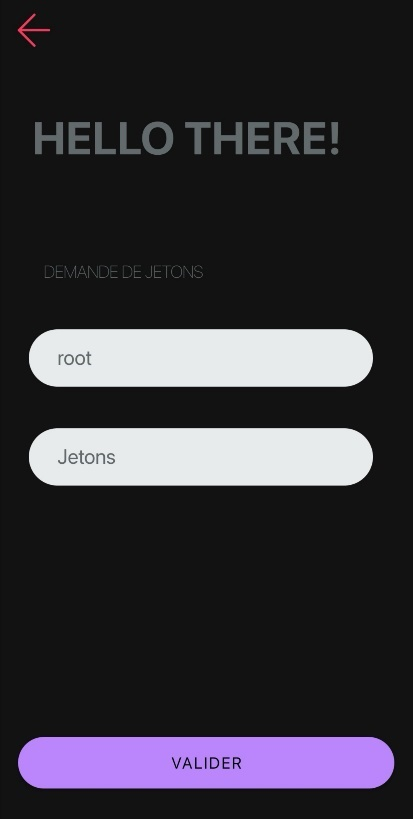 HELLO THERE!
DEMANDE DE JETONS
root
Jetons
VALIDER